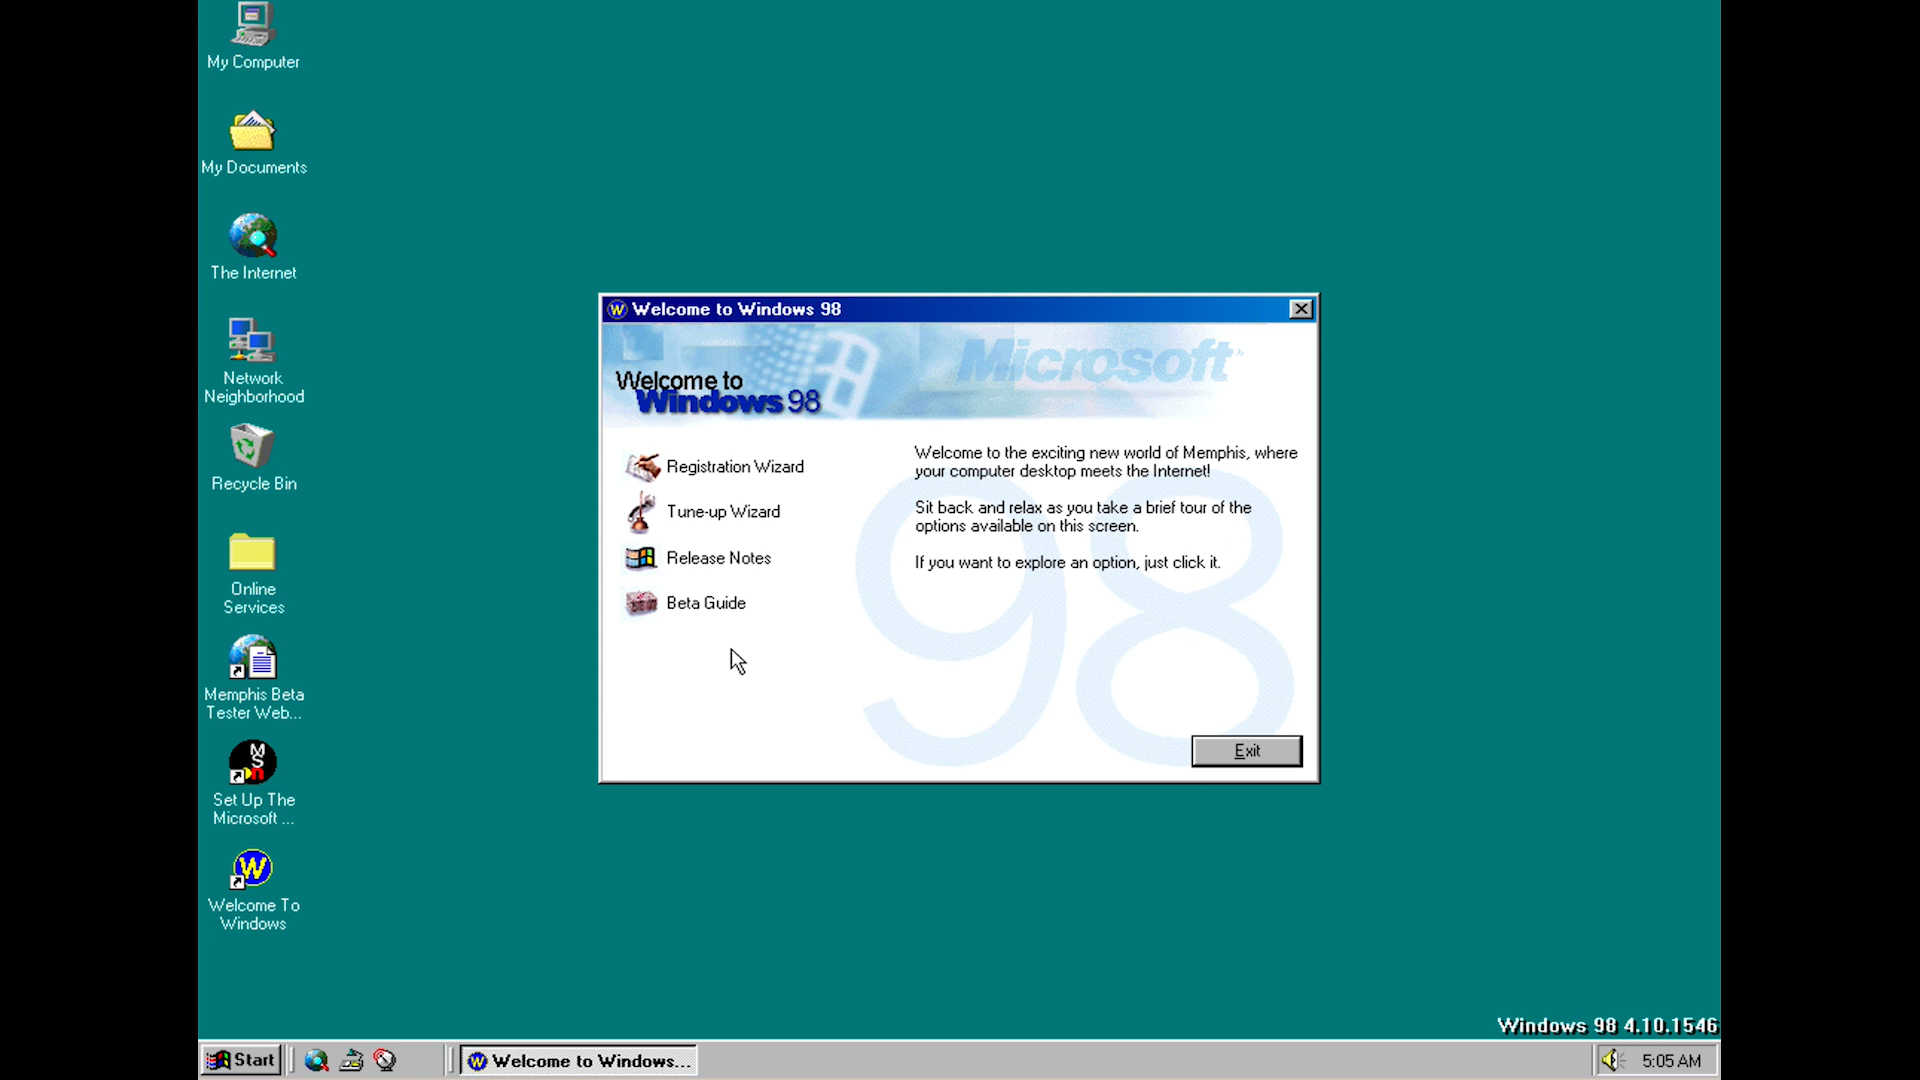 My Computer
My Documents
The Internet
Network
Neighborhood
Recycle Bin
Online
Services
Memphis Beta
Tester Web...
MSn
Set Up The
Microsoft ...
W
Welcome To
Windows
W Welcome to Windows 98
Microsoft
Welcome to
Windows 98
Registration Wizard
Tune-up Wizard
Release Notes
Beta Guide
Welcome to the exciting new world of Memphis, where
your computer desktop meets the Internet!
Sit back and relax as you take a brief tour of the
options available on this screen.
If you want to explore an option, just click it.
98
Exit
Windows 98 4.10.1546
Start
W Welcome to Windows...
5:05 AM